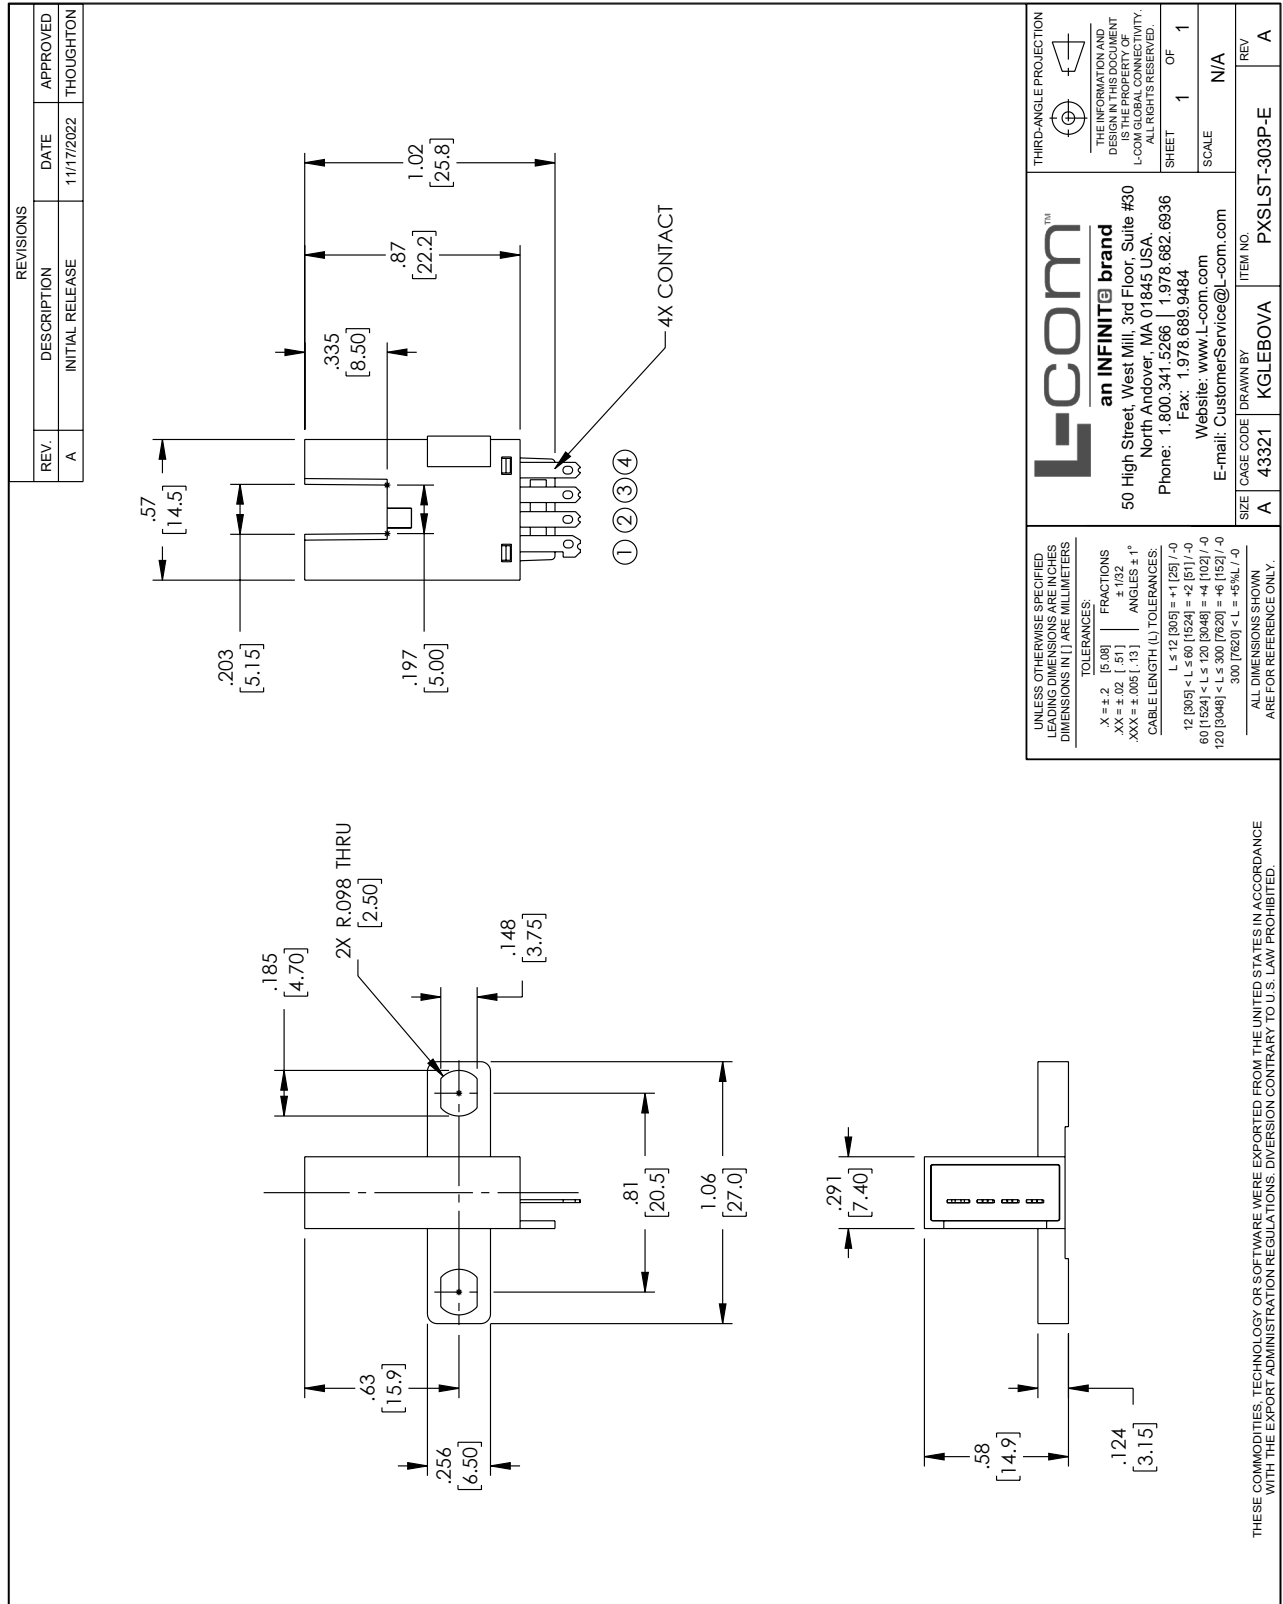 REVISIONS
REV. DESCRIPTION DATE APPROVED
A INITIAL RELEASE 11/17/2022 THOUGHTON
.185
[4.70]
2X R.098 THRU
[2.50]
.148
[3.75]
.63
[15.9]
.256
[6.50]
.81
[20.5]
1.06
[27.0]
.57
[14.5]
.203
[5.15]
.197
[5.00]
.335
[8.50]
.87
[22.2]
1.02
[25.8]
4X CONTACT
1 2 3 4
.291
[7.40]
.58
[14.9]
.124
[3.15]
THESE COMMODITIES, TECHNOLOGY OR SOFTWARE WERE EXPORTED FROM THE UNITED STATES IN ACCORDANCE
WITH THE EXPORT ADMINISTRATION REGULATIONS. DIVERSION CONTRARY TO U.S. LAW PROHIBITED.
UNLESS OTHERWISE SPECIFIED
LEADING DIMENSIONS ARE INCHES
DIMENSIONS IN [ ] ARE MILLIMETERS
TOLERANCES:
.X = ± .2 [5.08] FRACTIONS
.XX = ± .02 [.51] ± 1/32
.XXX = ± .005 [.13] ANGLES ± 1°
CABLE LENGTH (L) TOLERANCES:
L ≤ 12 [305] = +1 [25] / -0
12 [305] < L ≤ 60 [1524] = +2 [51] / -0
60 [1524] < L ≤ 120 [3048] = +4 [102] / -0
120 [3048] < L ≤ 300 [7620] = +6 [152] / -0
300 [7620] < L = +5%L / -0
ALL DIMENSIONS SHOWN
ARE FOR REFERENCE ONLY.
L-com™
an INFINITe brand
50 High Street, West Mill, 3rd Floor, Suite #30
North Andover, MA 01845 USA.
Phone: 1.800.341.5266 | 1.978.682.6936
Fax: 1.978.689.9484
Website: www.L-com.com
E-mail: CustomerService@L-com.com
THIRD-ANGLE PROJECTION
THE INFORMATION AND
DESIGN IN THIS DOCUMENT
IS THE PROPERTY OF
L-COM GLOBAL CONNECTIVITY.
ALL RIGHTS RESERVED.
SHEET 1 OF 1
SCALE N/A
SIZE A
CAGE CODE 43321
DRAWN BY KGLEBOVA
ITEM NO. PXSLST-303P-E
REV A